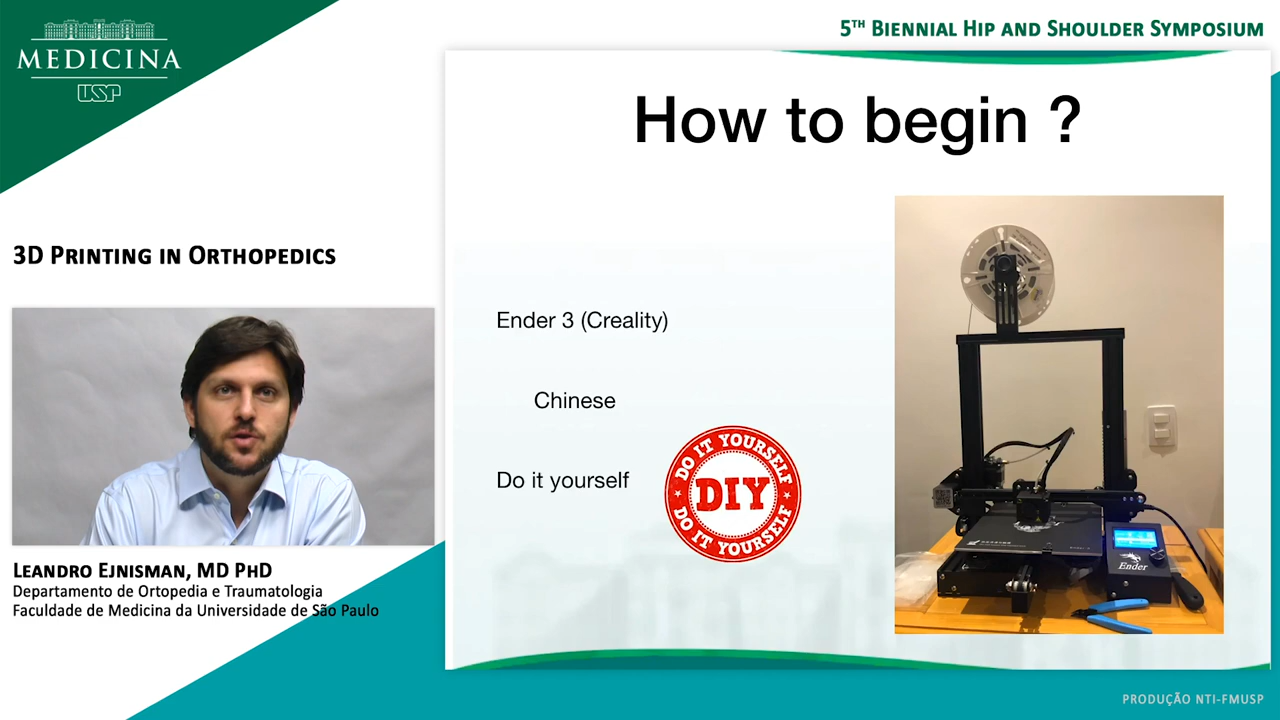 MEDICINA
USP
5TH BIENNIAL HIP AND SHOULDER SYMPOSIUM
How to begin ?
3D PRINTING IN ORTHOPEDICS
Ender 3 (Creality)
Chinese
Do it yourself
DO IT YOURSELF
DIY
DO IT YOURSELF
Ender
LEANDRO EJNISMAN, MD PHD
Departamento de Ortopedia e Traumatologia
Faculdade de Medicina da Universidade de São Paulo
PRODUÇÃO NTI-FMUSP